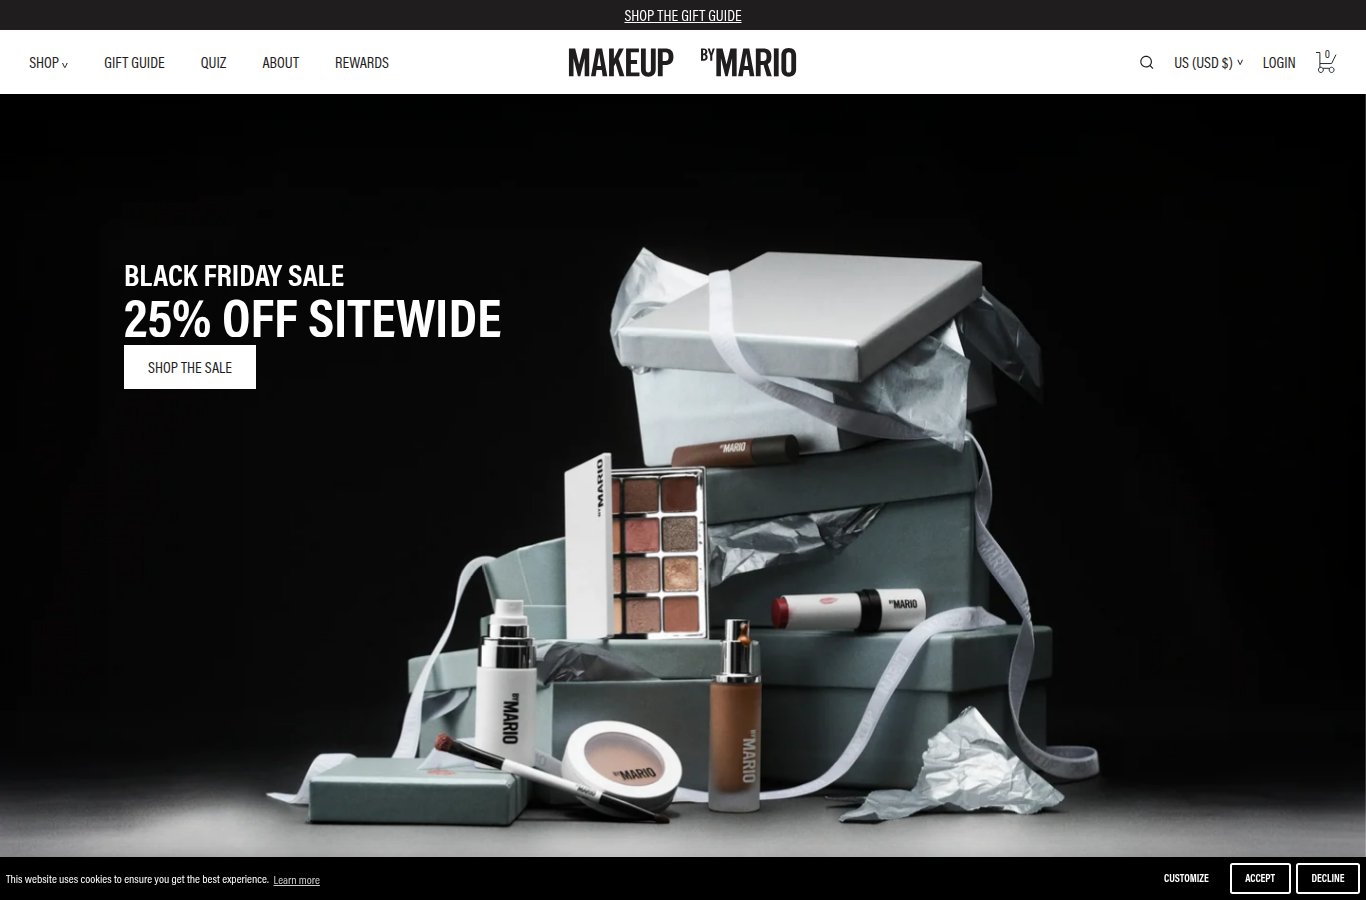 SHOP THE GIFT GUIDE
SHOP
GIFT GUIDE
QUIZ
ABOUT
REWARDS
MAKEUP BY MARIO
US (USD $)
LOGIN
0
BLACK FRIDAY SALE
25% OFF SITEWIDE
SHOP THE SALE
BY MARIO
BY MARIO
BY MARIO
BY MARIO
BY MARIO
BY MARIO
This website uses cookies to ensure you get the best experience. Learn more
CUSTOMIZE
ACCEPT
DECLINE